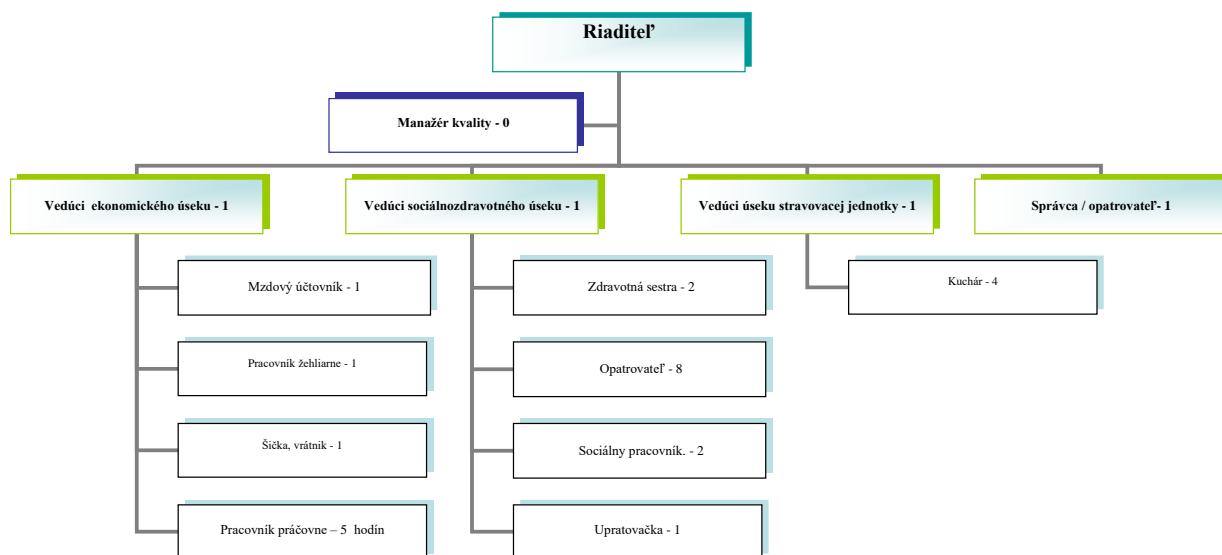 Riaditeľ
Manažér kvality - 0
Vedúci ekonomického úseku - 1
Vedúci sociálnozdravotného úseku - 1
Vedúci úseku stravovacej jednotky - 1
Správca / opatrovateľ- 1
Mzdový účtovník - 1
Zdravotná sestra - 2
Kuchár - 4
Pracovník žehliarne - 1
Opatrovateľ - 8
Šička, vrátnik - 1
Sociálny pracovník. - 2
Pracovník práčovne – 5 hodín
Upratovačka - 1